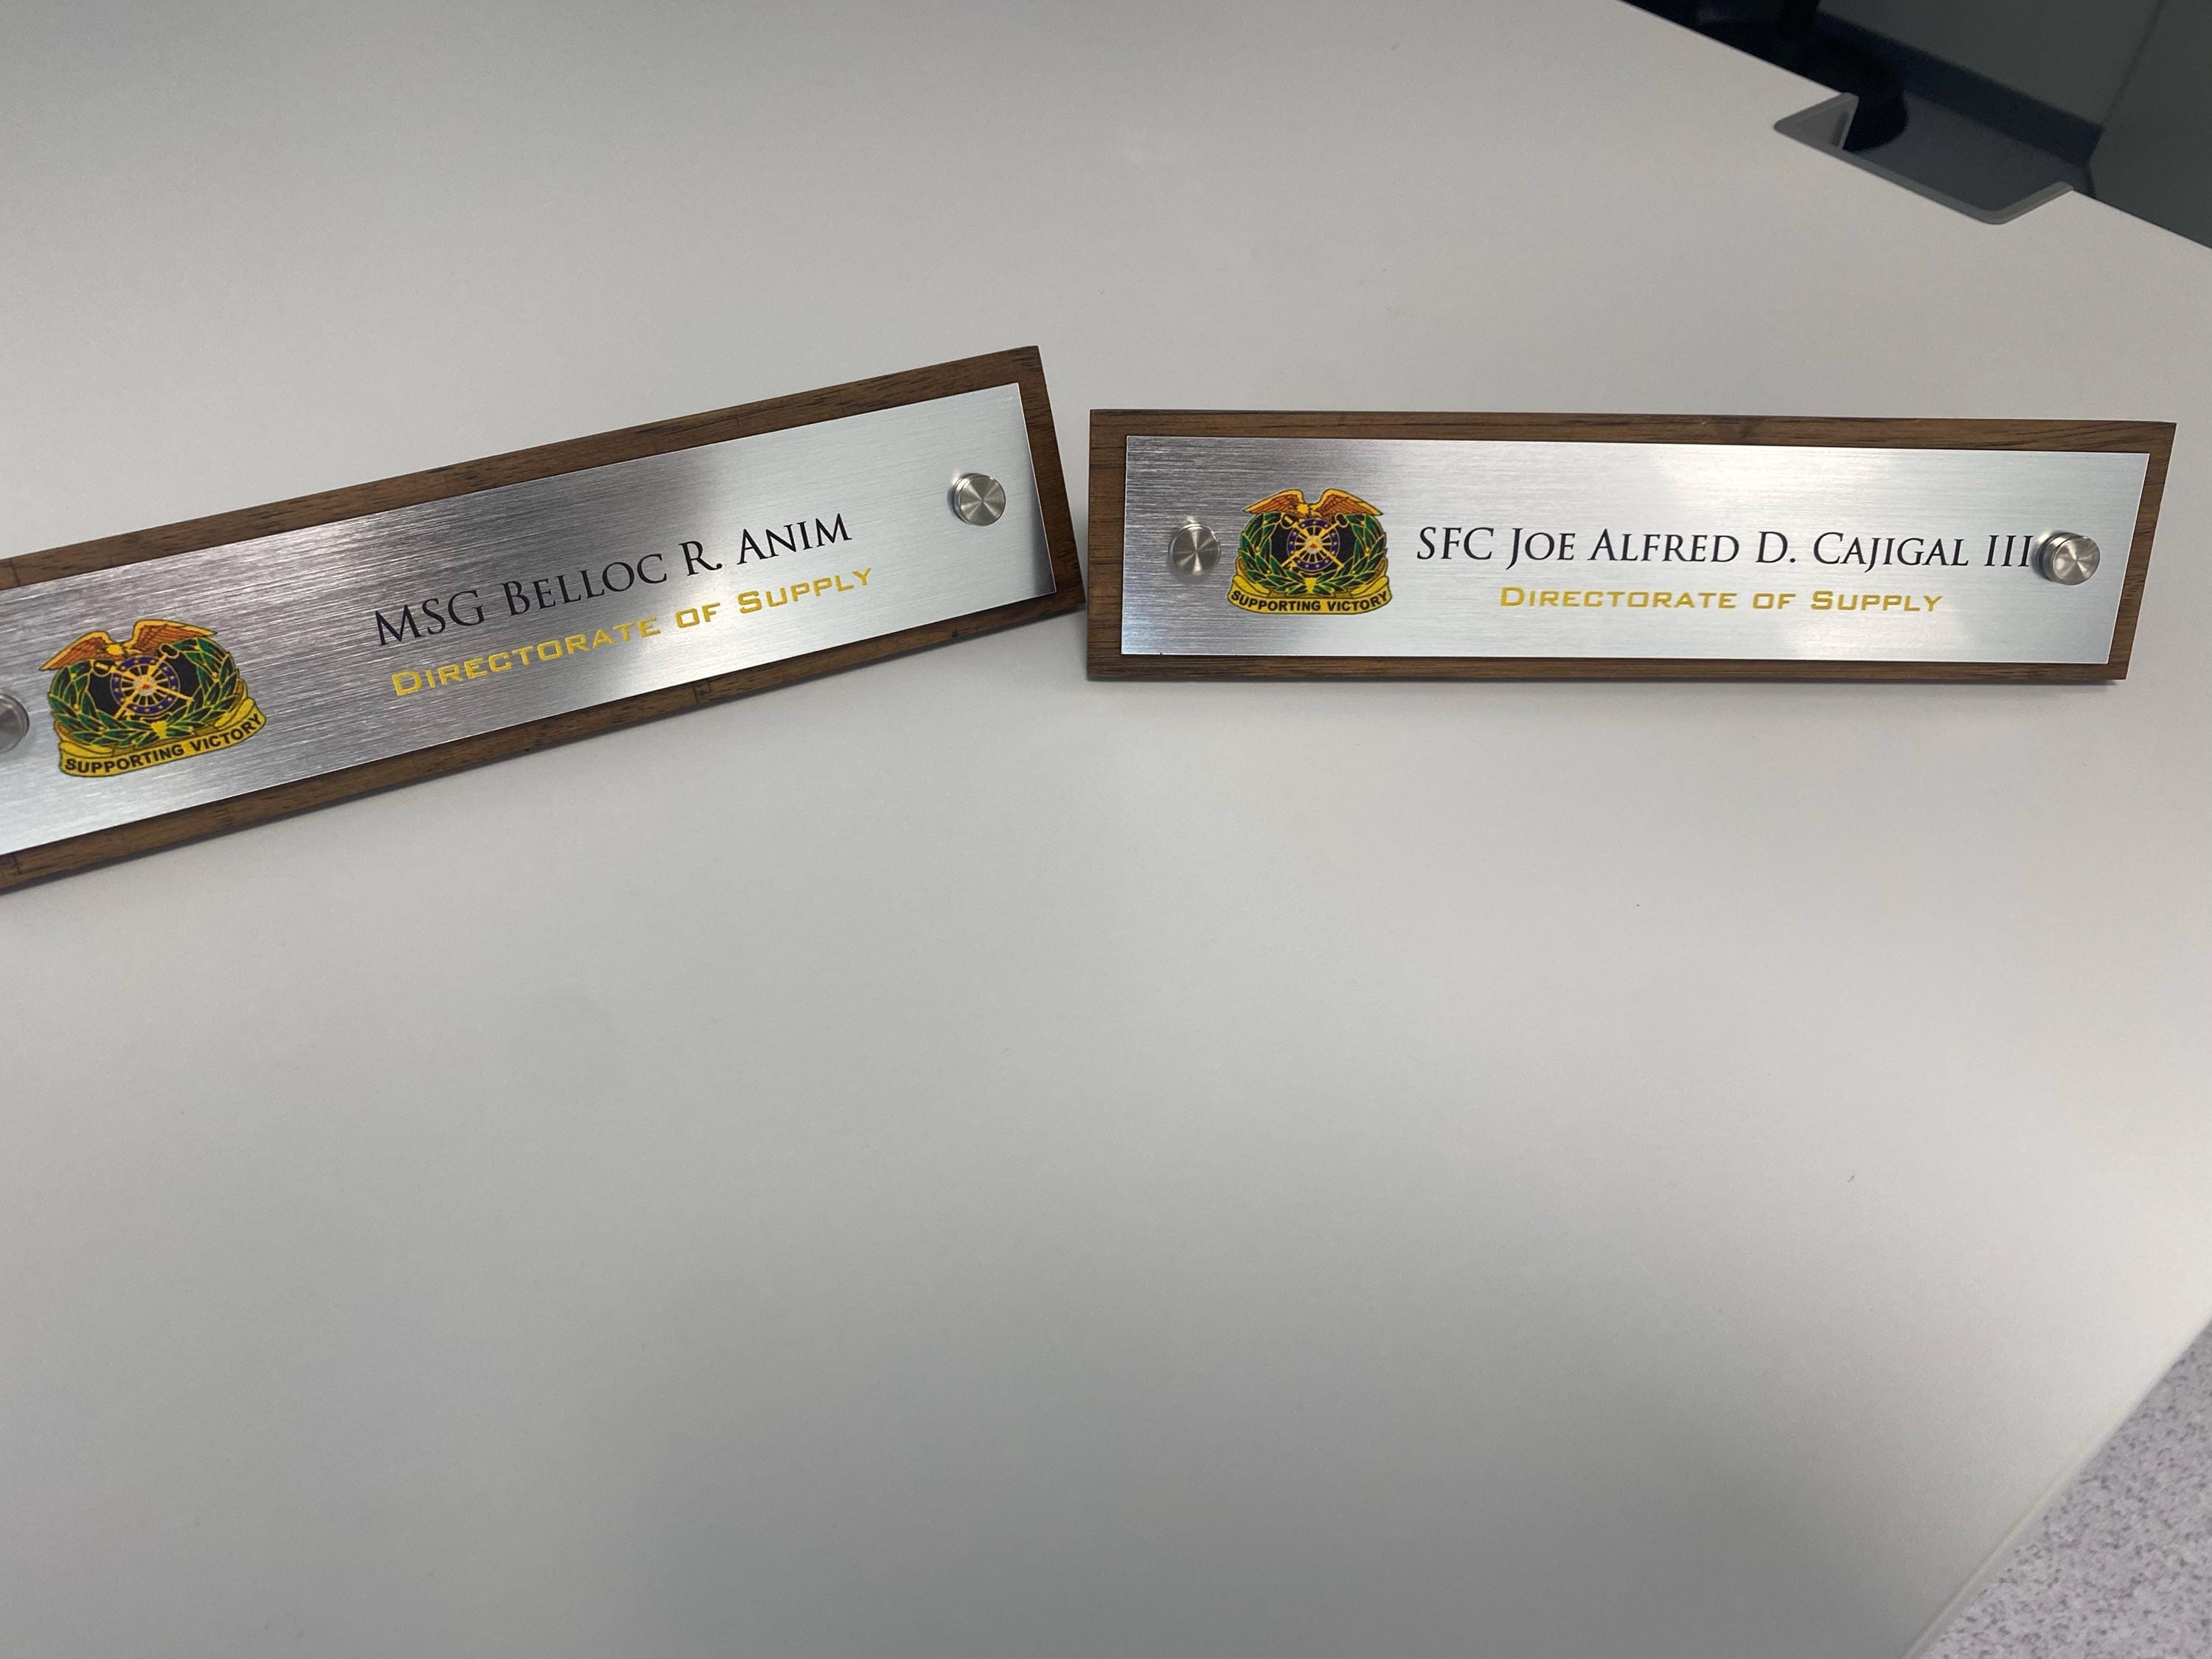 MSG BELLOC R. ANIM
DIRECTORATE OF SUPPLY
SUPPORTING VICTORY
SFC JOE ALFRED D. CAJIGAL III
DIRECTORATE OF SUPPLY
SUPPORTING VICTORY